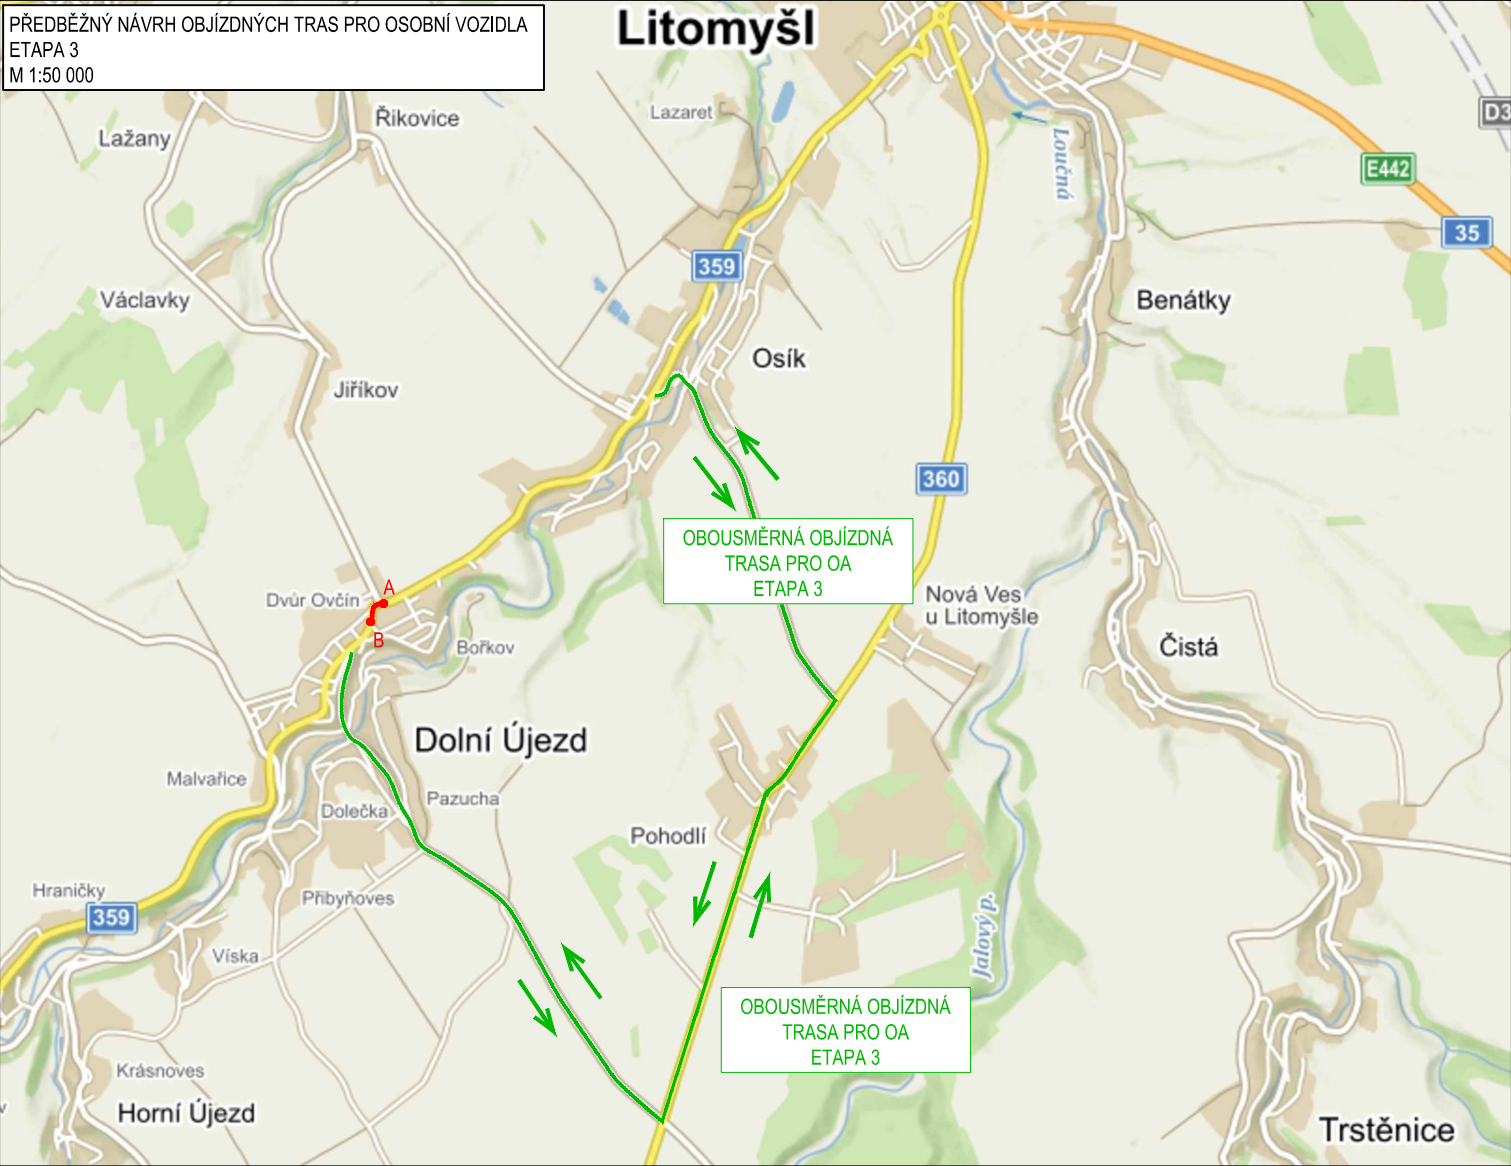 PŘEDBĚŽNÝ NÁVRH OBJÍZDNÝCH TRAS PRO OSOBNÍ VOZIDLA
ETAPA 3
M 1:50 000
Litomyšl
Lažany
Řikovice
Lazaret
Loučná
D3
E442
35
359
Václavky
Benátky
Osík
Jiříkov
360
OBOUSMĚRNÁ OBJÍZDNÁ
TRASA PRO OA
ETAPA 3
A
Dvůr Ovčín
B
Bořkov
Nová Ves
u Litomyšle
Čistá
Dolní Újezd
Malvařice
Dolečka
Pazucha
Pohodlí
Hraničky
359
Přibyňoves
Víska
Jalový p.
OBOUSMĚRNÁ OBJÍZDNÁ
TRASA PRO OA
ETAPA 3
Krásnoves
v
Horní Újezd
Trstěnice